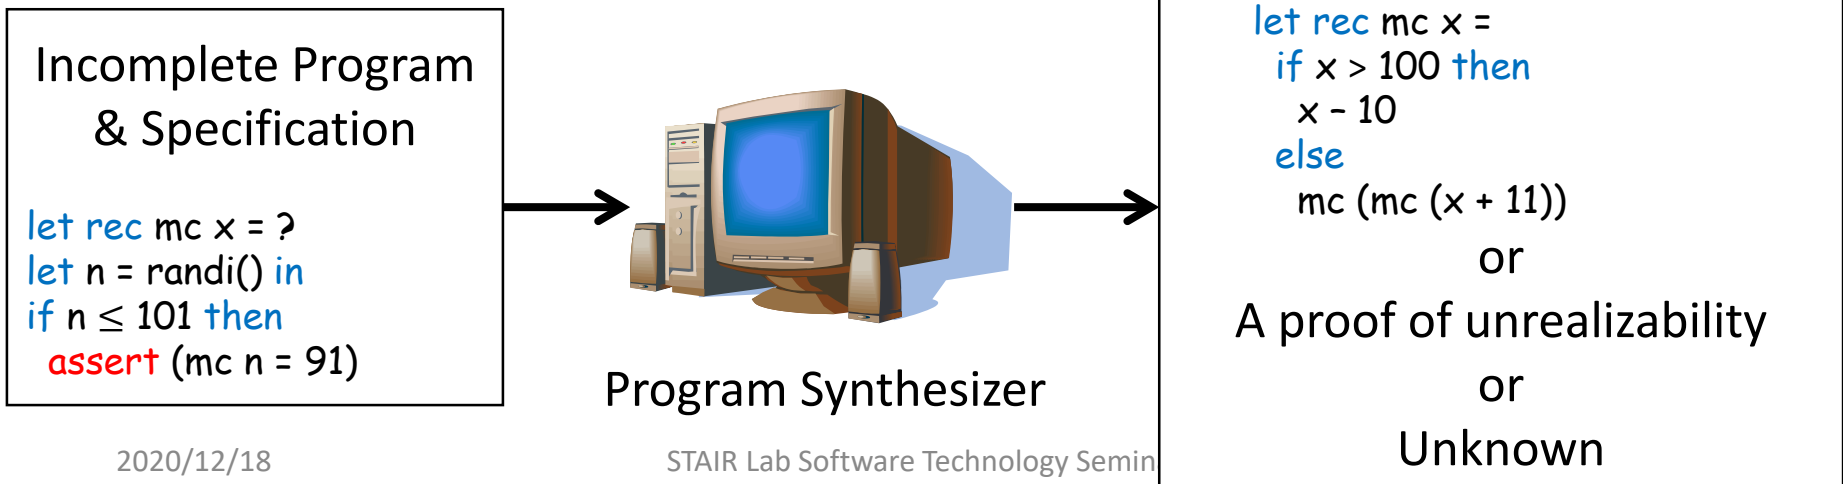 Incomplete Program
& Specification
let rec mc x = ?
let n = randi() in
if n ≤ 101 then
assert (mc n = 91)
Program Synthesizer
let rec mc x =
if x > 100 then
x – 10
else
mc (mc (x + 11))
or
A proof of unrealizability
or
Unknown
2020/12/18
STAIR Lab Software Technology Semin